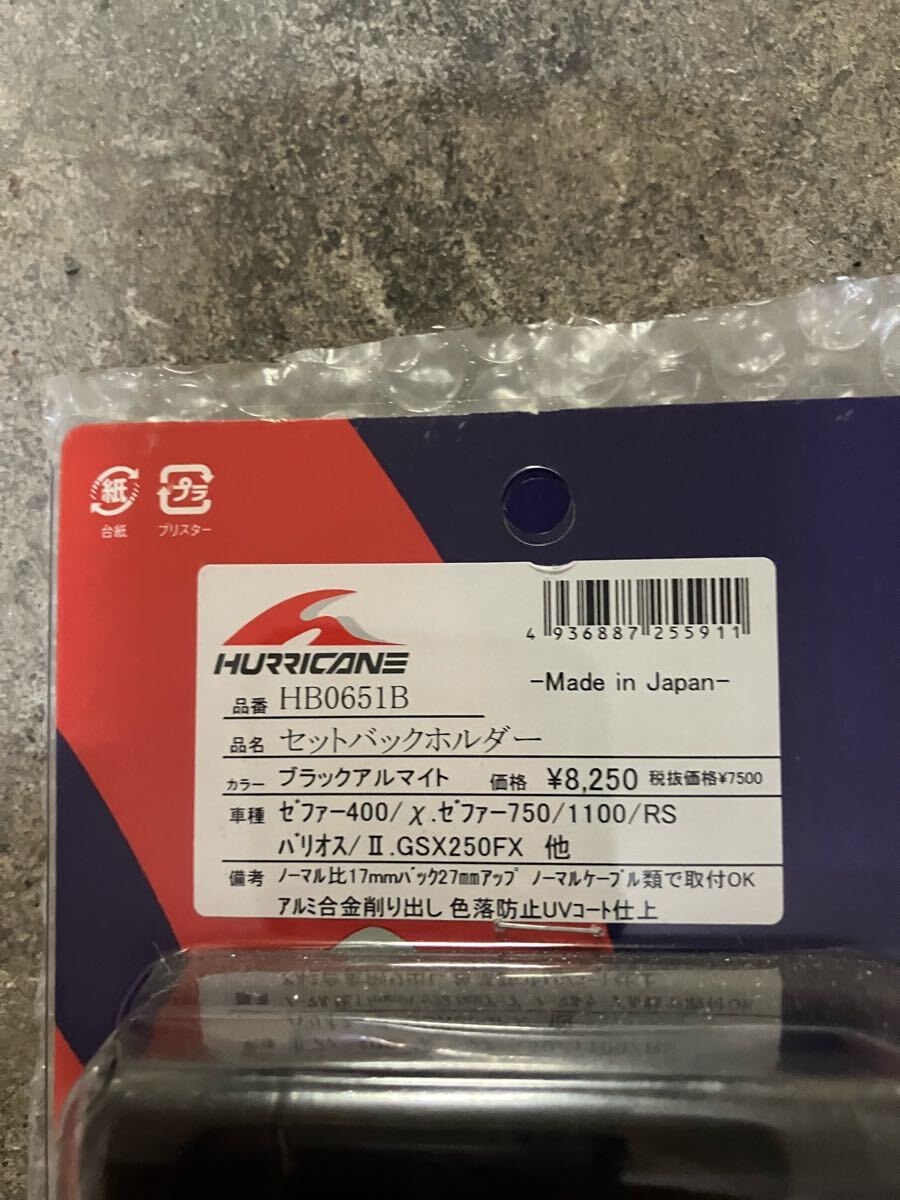 紙
台紙
プラ
ブリスター
HURRICANE
4 936887 255911
-Made in Japan-
品番 HB0651B
品名 セットバックホルダー
カラー ブラックアルマイト 価格 ¥8,250 税抜価格¥7500
車種 ｾﾞファー400/χ.ｾﾞファー750/1100/RS
ﾊﾞリオス/Ⅱ.GSX250FX 他
備考 ノーマル比17mmﾊﾞック27㎜アップ ノーマルケーブル類で取付OK
アルミ合金削り出し 色落防止UVコート仕上